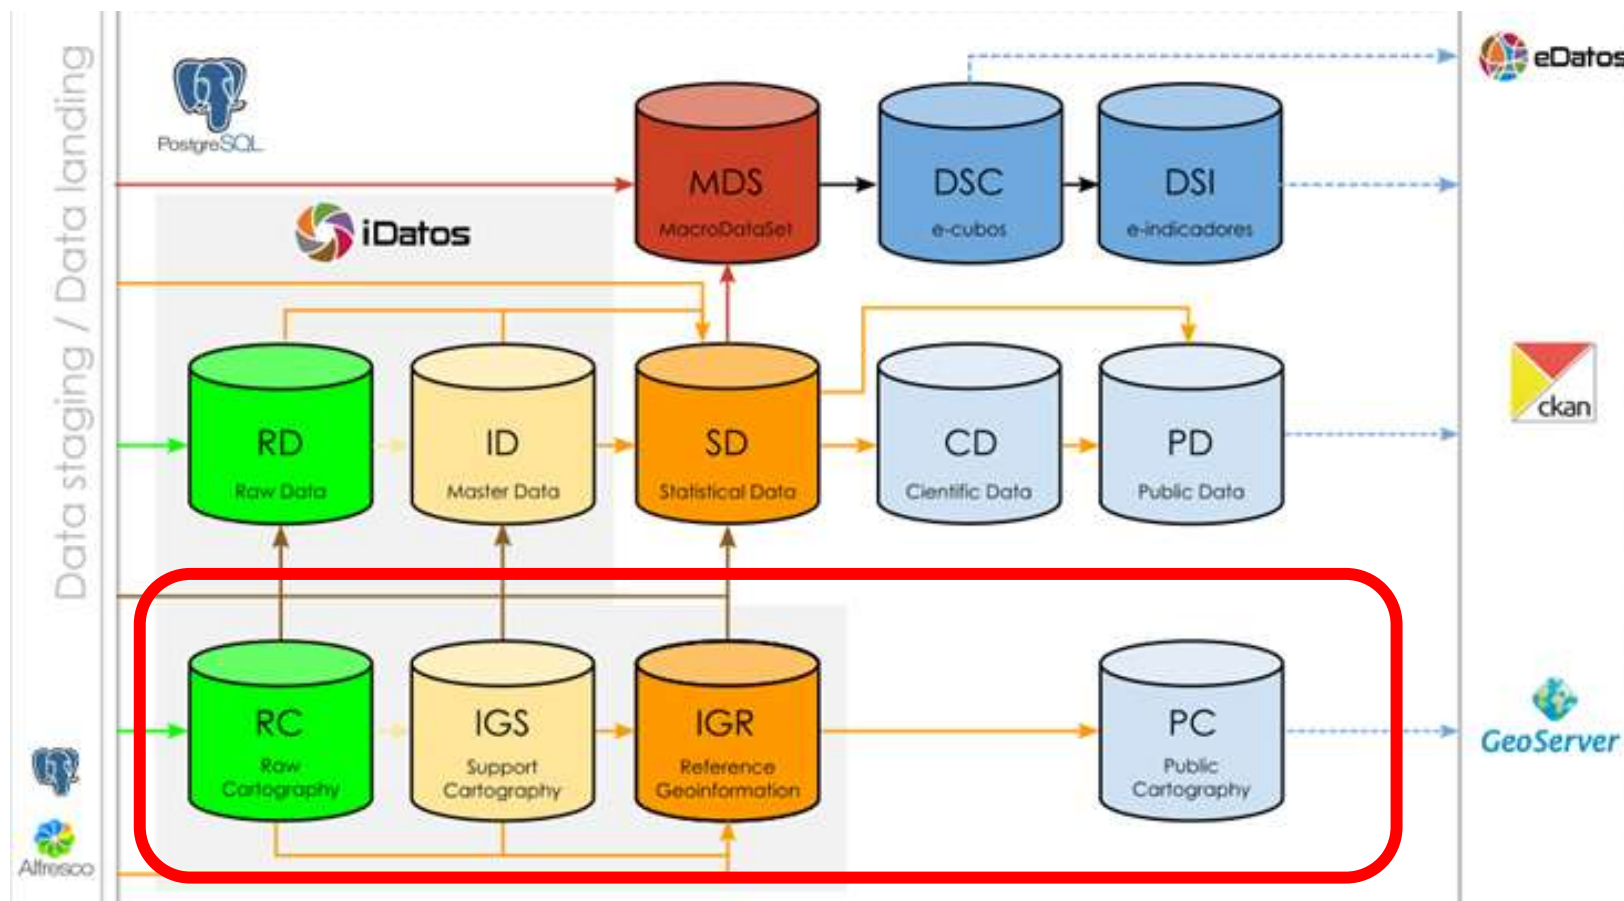 Data staging / Data landing
PostgreSQL
iDatos
MDS
MacroDataSet
DSC
e-cubos
DSI
e-indicadores
eDatos
RD
Raw Data
ID
Master Data
SD
Statistical Data
CD
Cientific Data
PD
Public Data
ckan
RC
Raw
Cartography
IGS
Support
Cartography
IGR
Reference
Geoinformation
PC
Public
Cartography
GeoServer
Alfresco